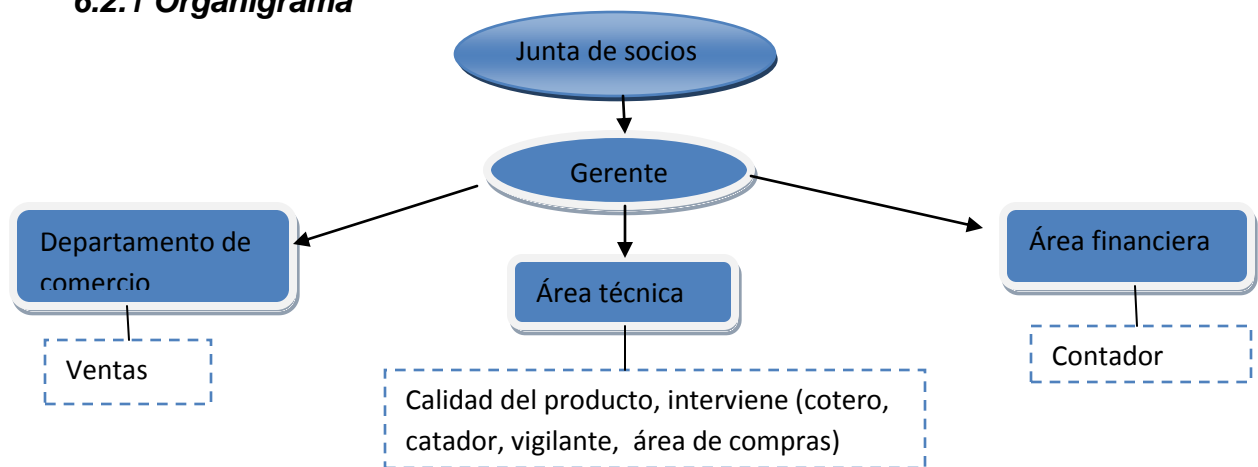 6.2.1 Organigrama
Junta de socios
Gerente
Departamento de
comercio
Área técnica
Área financiera
Ventas
Calidad del producto, interviene (cotero,
catador, vigilante, área de compras)
Contador